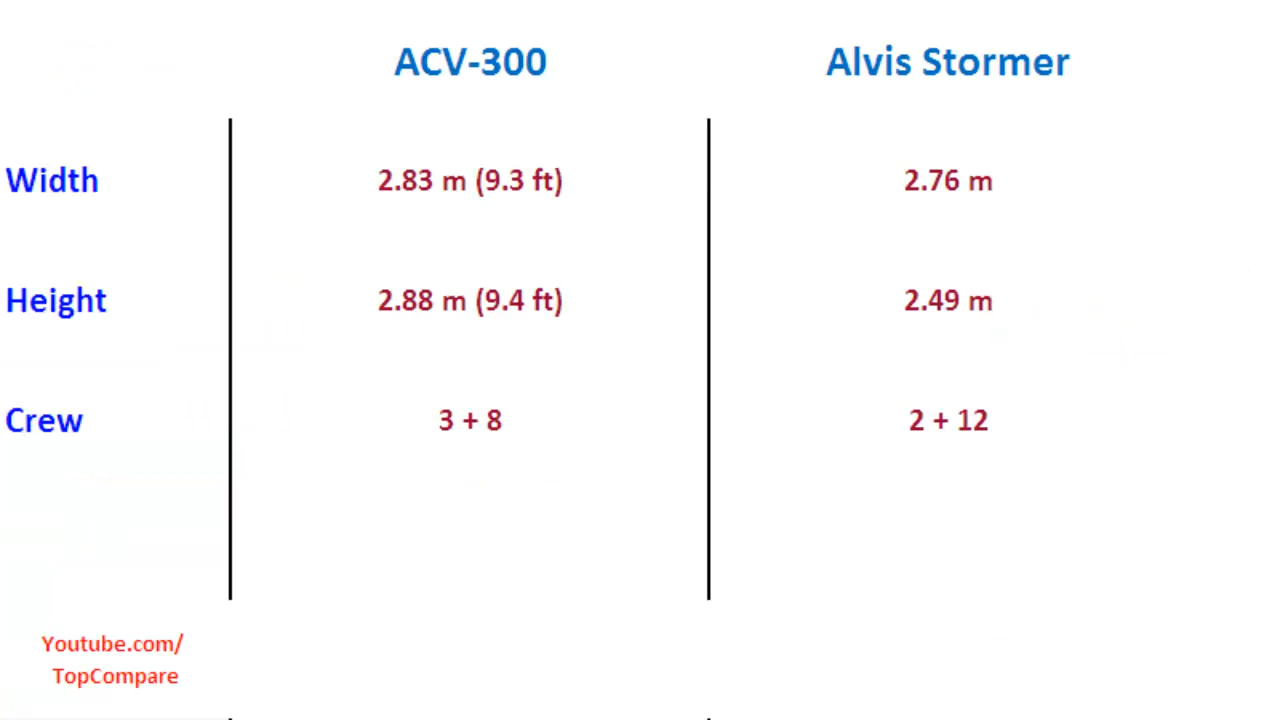 ACV-300 Alvis Stormer
Width 2.83 m (9.3 ft) 2.76 m
Height 2.88 m (9.4 ft) 2.49 m
Crew 3 + 8 2 + 12
Youtube.com/
TopCompare